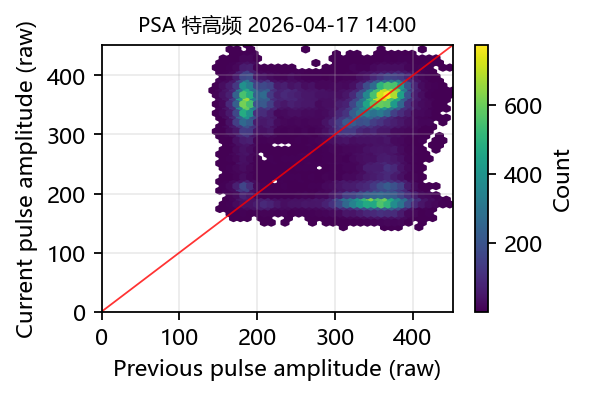 PSA 特高频 2026-04-17 14:00
Current pulse amplitude (raw)
400
300
200
100
0
0 100 200 300 400
Previous pulse amplitude (raw)
600
400
200
Count